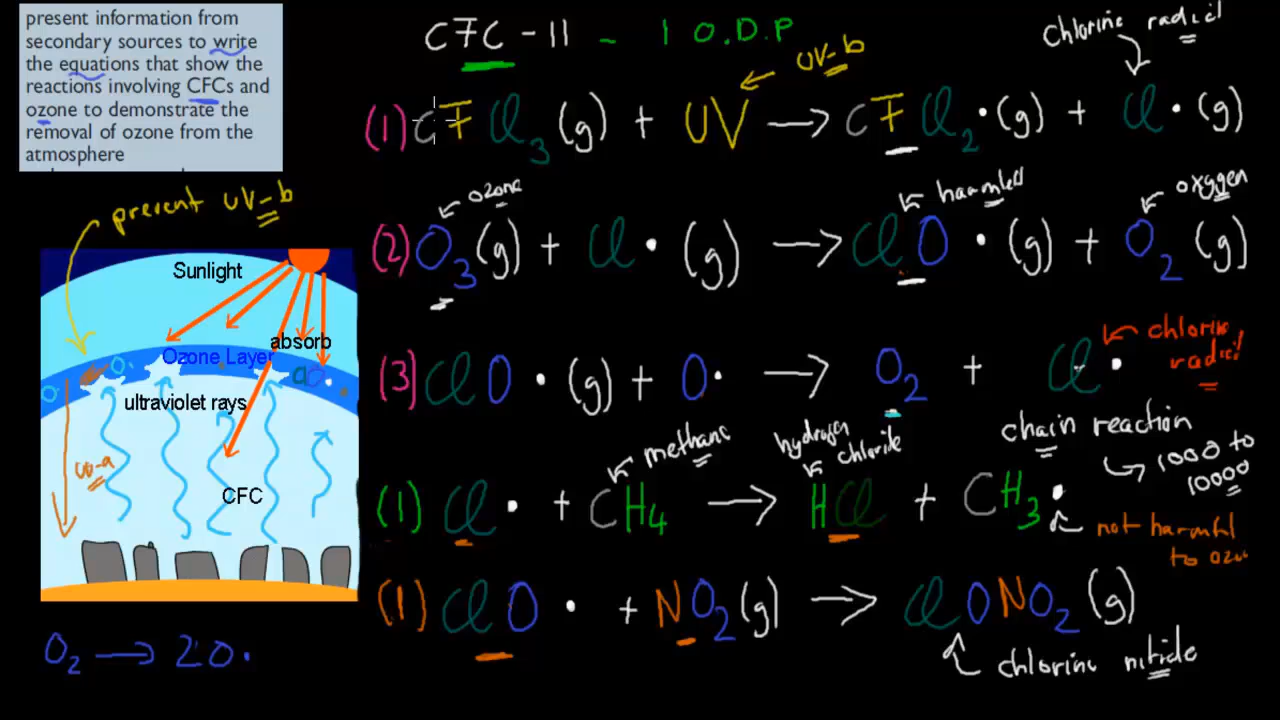 present information from
secondary sources to write
the equations that show the
reactions involving CFCs and
ozone to demonstrate the
removal of ozone from the
atmosphere
CFC-11 - 1 O.D.P
chlorine radical
UV-b
(1) CFCl3 (g) + UV → CFCl2• (g) + Cl• (g)
prevent UV-b
ozone
harmless
oxygen
(2) O3 (g) + Cl• (g) → ClO• (g) + O2 (g)
Sunlight
absorb
Ozone Layer
O
O
ClO
ultraviolet rays
UV-a
CFC
(3) ClO• (g) + O• → O2 + Cl•
chlorine
radical
chain reaction
↳ 1000 to
10000
methane
hydrogen
chloride
(1) Cl• + CH4 → HCl + CH3•
not harmful
to ozo
(1) ClO• + NO2 (g) → ClONO2 (g)
chlorine nitride
O2 → 2O•